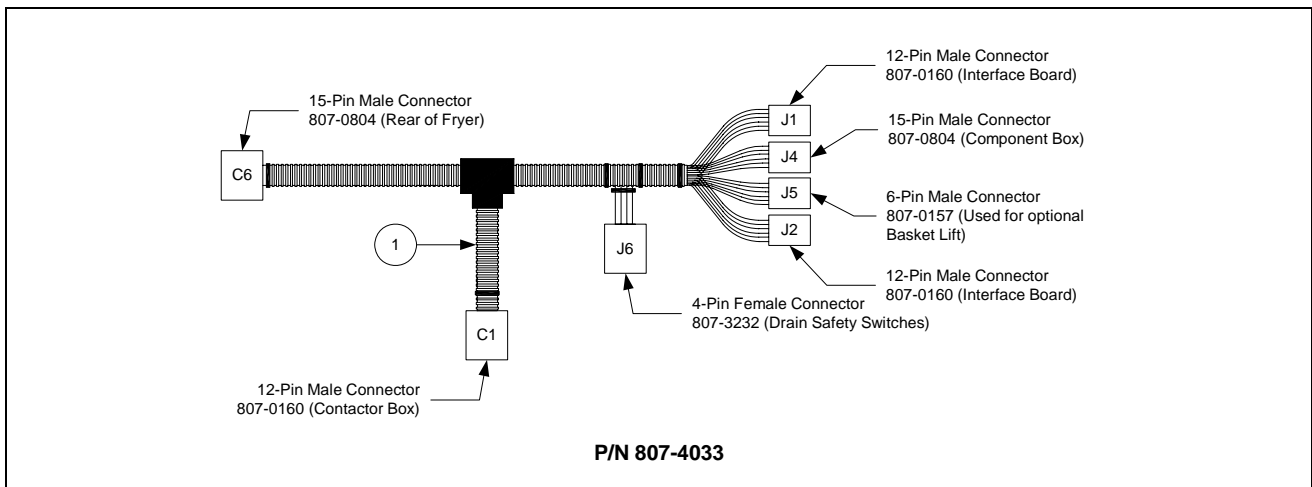 12-Pin Male Connector
807-0160 (Interface Board)
15-Pin Male Connector
807-0804 (Rear of Fryer)
J1
15-Pin Male Connector
807-0804 (Component Box)
J4
C6
J5
6-Pin Male Connector
807-0157 (Used for optional
Basket Lift)
J2
1
J6
12-Pin Male Connector
807-0160 (Interface Board)
4-Pin Female Connector
807-3232 (Drain Safety Switches)
C1
12-Pin Male Connector
807-0160 (Contactor Box)
P/N 807-4033